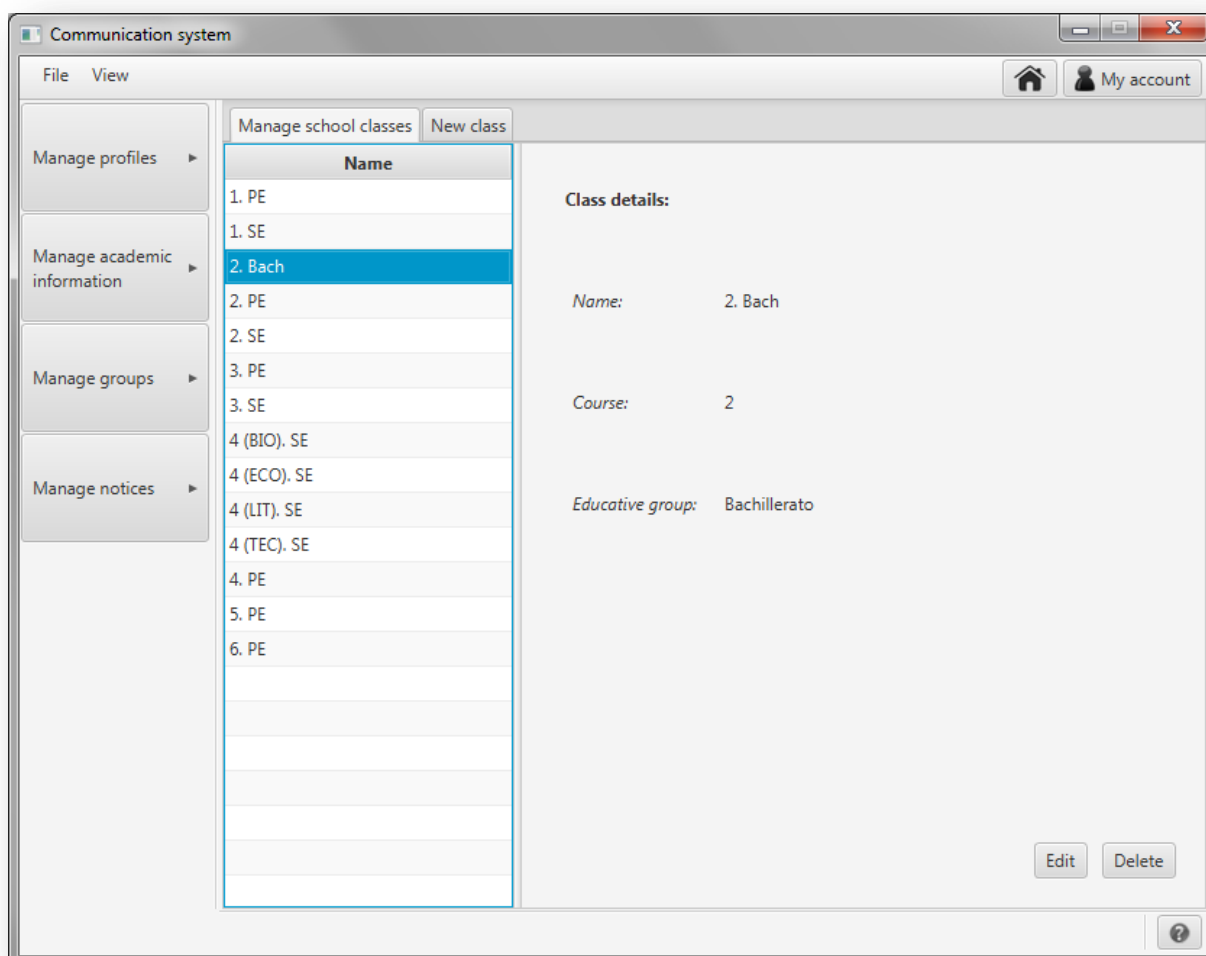 Communication system
File View
My account
Manage profiles
Manage academic
information
Manage groups
Manage notices
Manage school classes New class
Name
1. PE
1. SE
2. Bach
2. PE
2. SE
3. PE
3. SE
4 (BIO). SE
4 (ECO). SE
4 (LIT). SE
4 (TEC). SE
4. PE
5. PE
6. PE
Class details:
Name: 2. Bach
Course: 2
Educative group: Bachillerato
Edit Delete